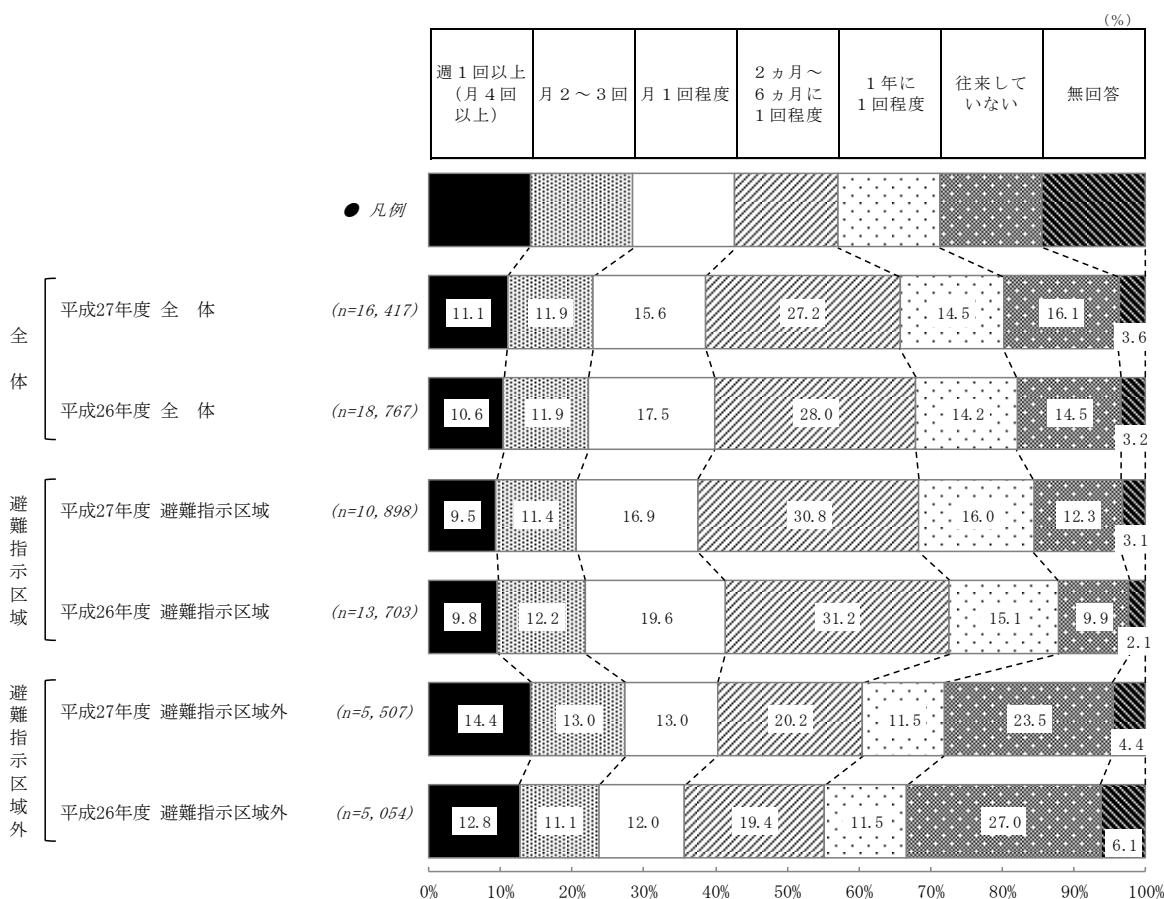 (%)
週１回以上
（月４回
以上）
月２～３回
月１回程度
２ヵ月～
６ヵ月に
１回程度
１年に
１回程度
往来して
いない
無回答
● 凡例
全体
平成27年度 全　体 (n=16,417) 11.1 11.9 15.6 27.2 14.5 16.1 3.6
平成26年度 全　体 (n=18,767) 10.6 11.9 17.5 28.0 14.2 14.5 3.2
避難指示区域
平成27年度 避難指示区域 (n=10,898) 9.5 11.4 16.9 30.8 16.0 12.3 3.1
平成26年度 避難指示区域 (n=13,703) 9.8 12.2 19.6 31.2 15.1 9.9 2.1
避難指示区域外
平成27年度 避難指示区域外 (n=5,507) 14.4 13.0 13.0 20.2 11.5 23.5 4.4
平成26年度 避難指示区域外 (n=5,054) 12.8 11.1 12.0 19.4 11.5 27.0 6.1
0% 10% 20% 30% 40% 50% 60% 70% 80% 90% 100%